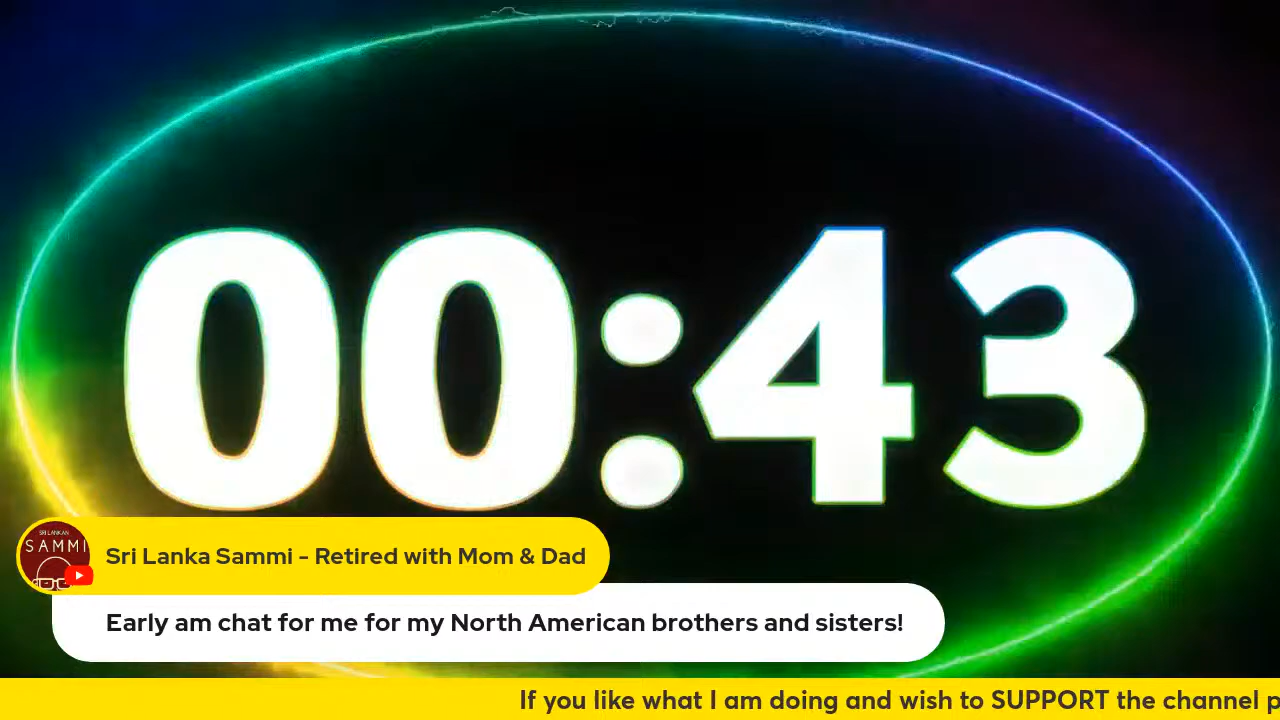 00:43
SRI LANKAN
SAMMI
Sri Lanka Sammi - Retired with Mom & Dad
Early am chat for me for my North American brothers and sisters!
If you like what I am doing and wish to SUPPORT the channel p